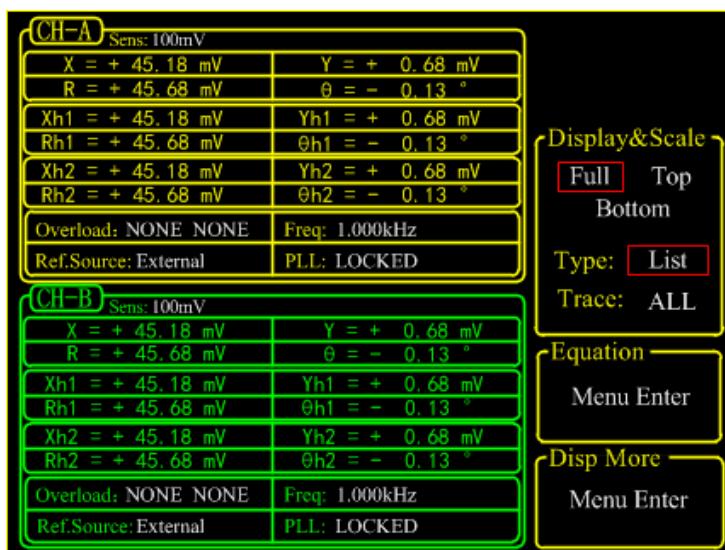 CH-A Sens: 100mV
X = + 45.18 mV Y = + 0.68 mV
R = + 45.68 mV θ = - 0.13 °
Xh1 = + 45.18 mV Yh1 = + 0.68 mV
Rh1 = + 45.68 mV θh1 = - 0.13 °
Xh2 = + 45.18 mV Yh2 = + 0.68 mV
Rh2 = + 45.68 mV θh2 = - 0.13 °
Overload: NONE NONE Freq: 1.000kHz
Ref.Source: External PLL: LOCKED
CH-B Sens: 100mV
X = + 45.18 mV Y = + 0.68 mV
R = + 45.68 mV θ = - 0.13 °
Xh1 = + 45.18 mV Yh1 = + 0.68 mV
Rh1 = + 45.68 mV θh1 = - 0.13 °
Xh2 = + 45.18 mV Yh2 = + 0.68 mV
Rh2 = + 45.68 mV θh2 = - 0.13 °
Overload: NONE NONE Freq: 1.000kHz
Ref.Source: External PLL: LOCKED
Display&Scale
Full Top
Bottom
Type: List
Trace: ALL
Equation
Menu Enter
Disp More
Menu Enter